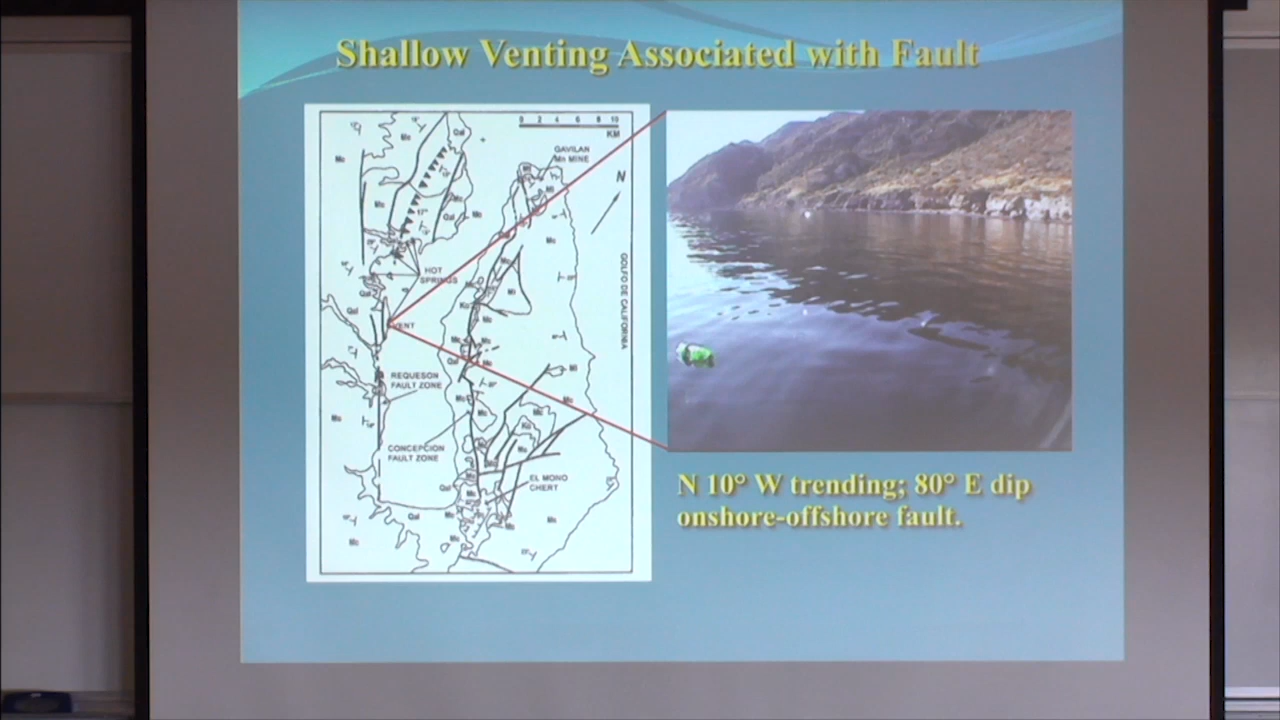 Shallow Venting Associated with Fault
0 2 4 6 8 10
KM
GAVILAN
Mn MINE
N
HOT
SPRINGS
GOLFO DE CALIFORNIA
VENT
REQUESON
FAULT ZONE
CONCEPCION
FAULT ZONE
EL MONO
CHERT
N 10° W trending; 80° E dip
onshore-offshore fault.